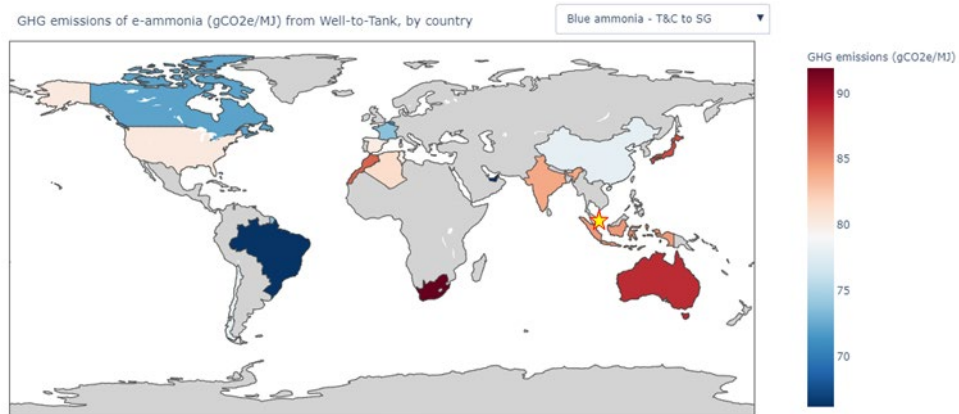 GHG emissions of e-ammonia (gCO2e/MJ) from Well-to-Tank, by country
Blue ammonia - T&C to SG
GHG emissions (gCO2e/MJ)
90
85
80
75
70